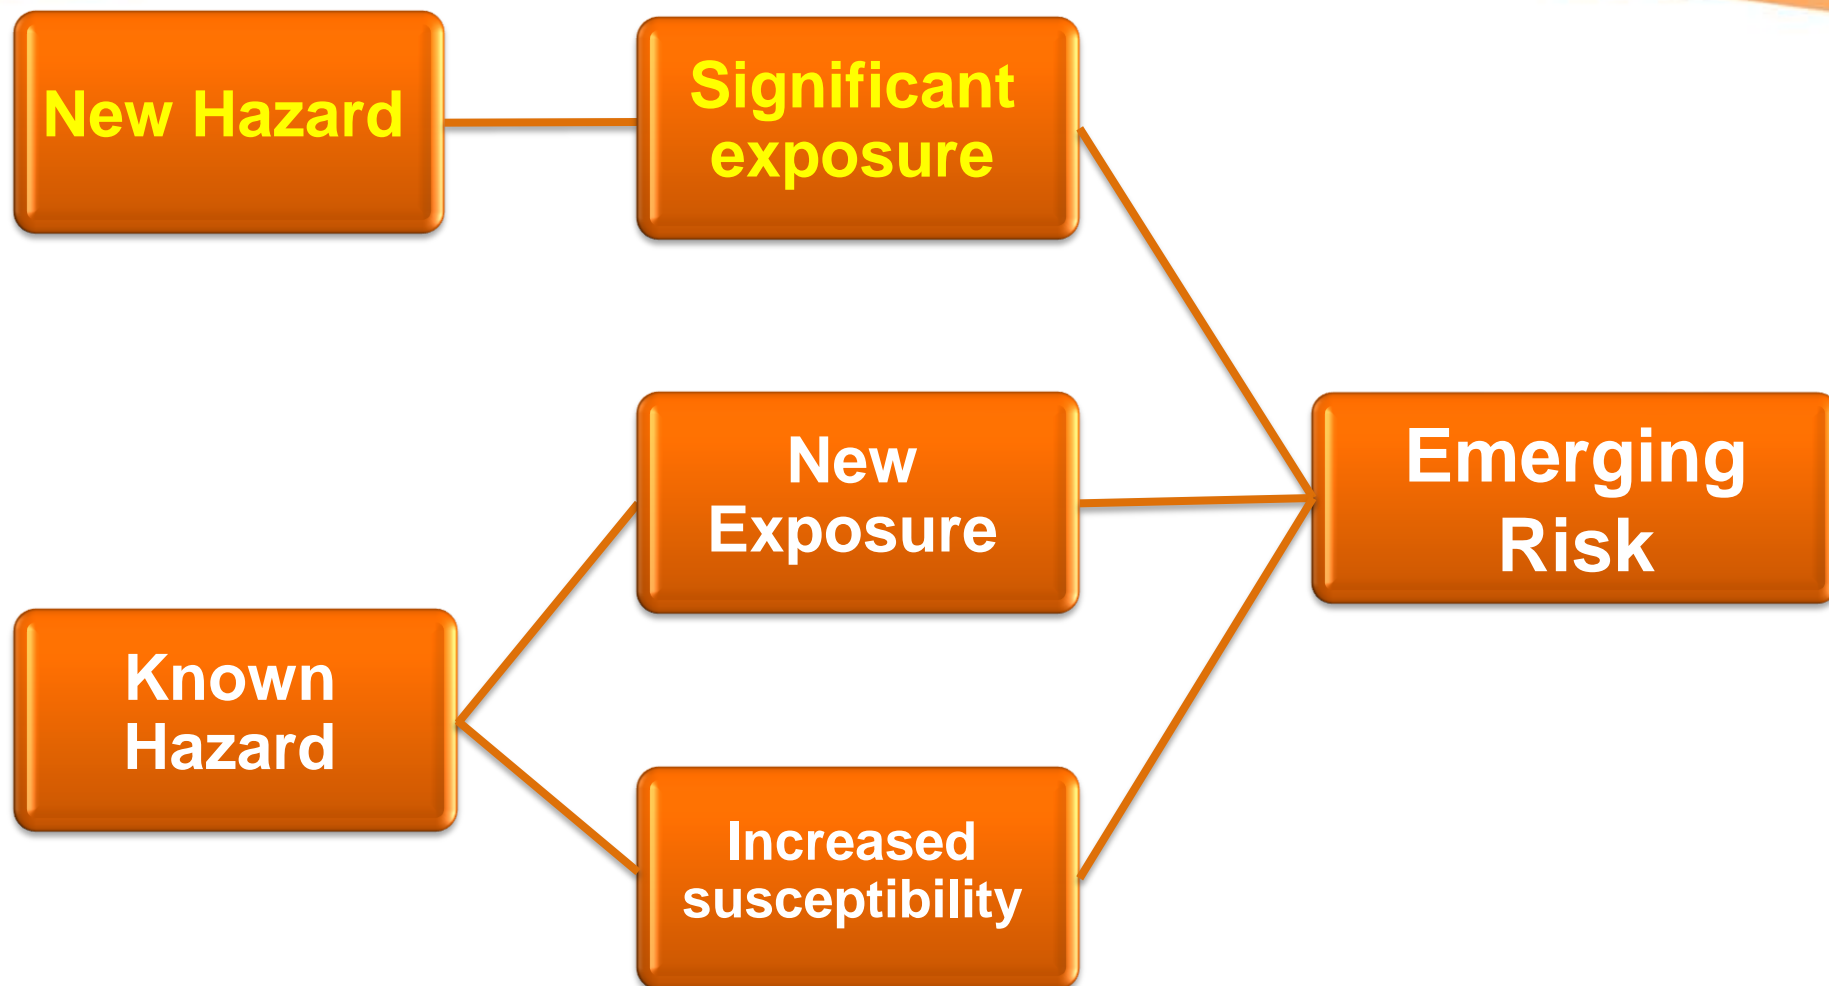 New Hazard
Significant
exposure
New
Exposure
Emerging
Risk
Known
Hazard
Increased
susceptibility